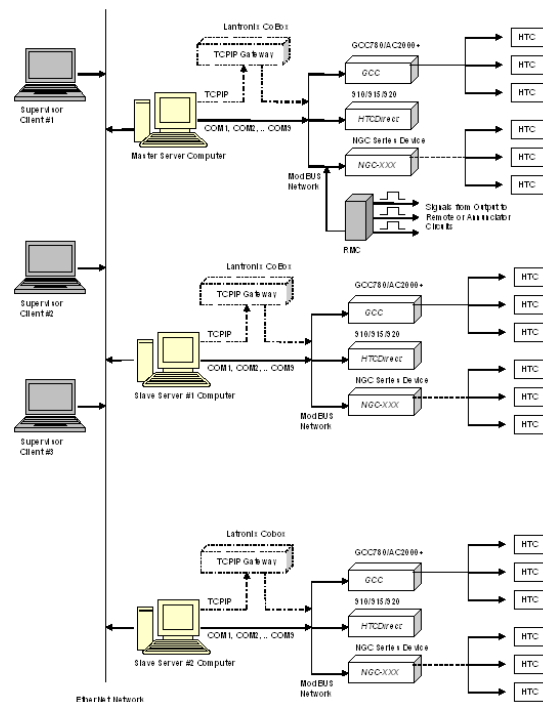 Lantronix CoBox
TCPIP Gateway
GCC780/AC2000+
HTC
GCC
HTC
HTC
TCPIP
910/915/920
HTCDirect
COM1, COM2, .. COM9
Supervisor
Client #1
Master Server Computer
NGC Series Device
HTC
NGC-XXX
HTC
HTC
ModBUS
Network
Signals from Output to
Remote or Annunciator
Circuits
RMC
Lantronix CoBox
TCPIP Gateway
GCC780/AC2000+
HTC
GCC
HTC
HTC
Supervisor
Client #2
TCPIP
910/915/920
HTCDirect
COM1, COM2, ... COM9
Slave Server #1 Computer
NGC Series Device
HTC
NGC-XXX
HTC
HTC
ModBUS
Network
Supervisor
Client #3
Latronix Cobox
TCPIP Gateway
GCC780/AC2000+
HTC
GCC
HTC
HTC
TCPIP
910/915/920
HTCDirect
COM1, COM2, .. COM9
Slave Server #2 Computer
NGC Series Device
HTC
NGC-XXX
HTC
HTC
ModBUS
Network
EtherNet Network